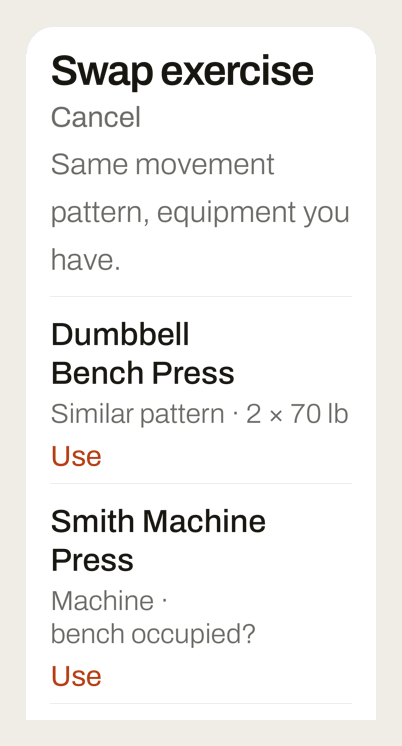 Swap exercise
Cancel
Same movement
pattern, equipment you
have.
Dumbbell
Bench Press
Similar pattern · 2 × 70 lb
Use
Smith Machine
Press
Machine ·
bench occupied?
Use